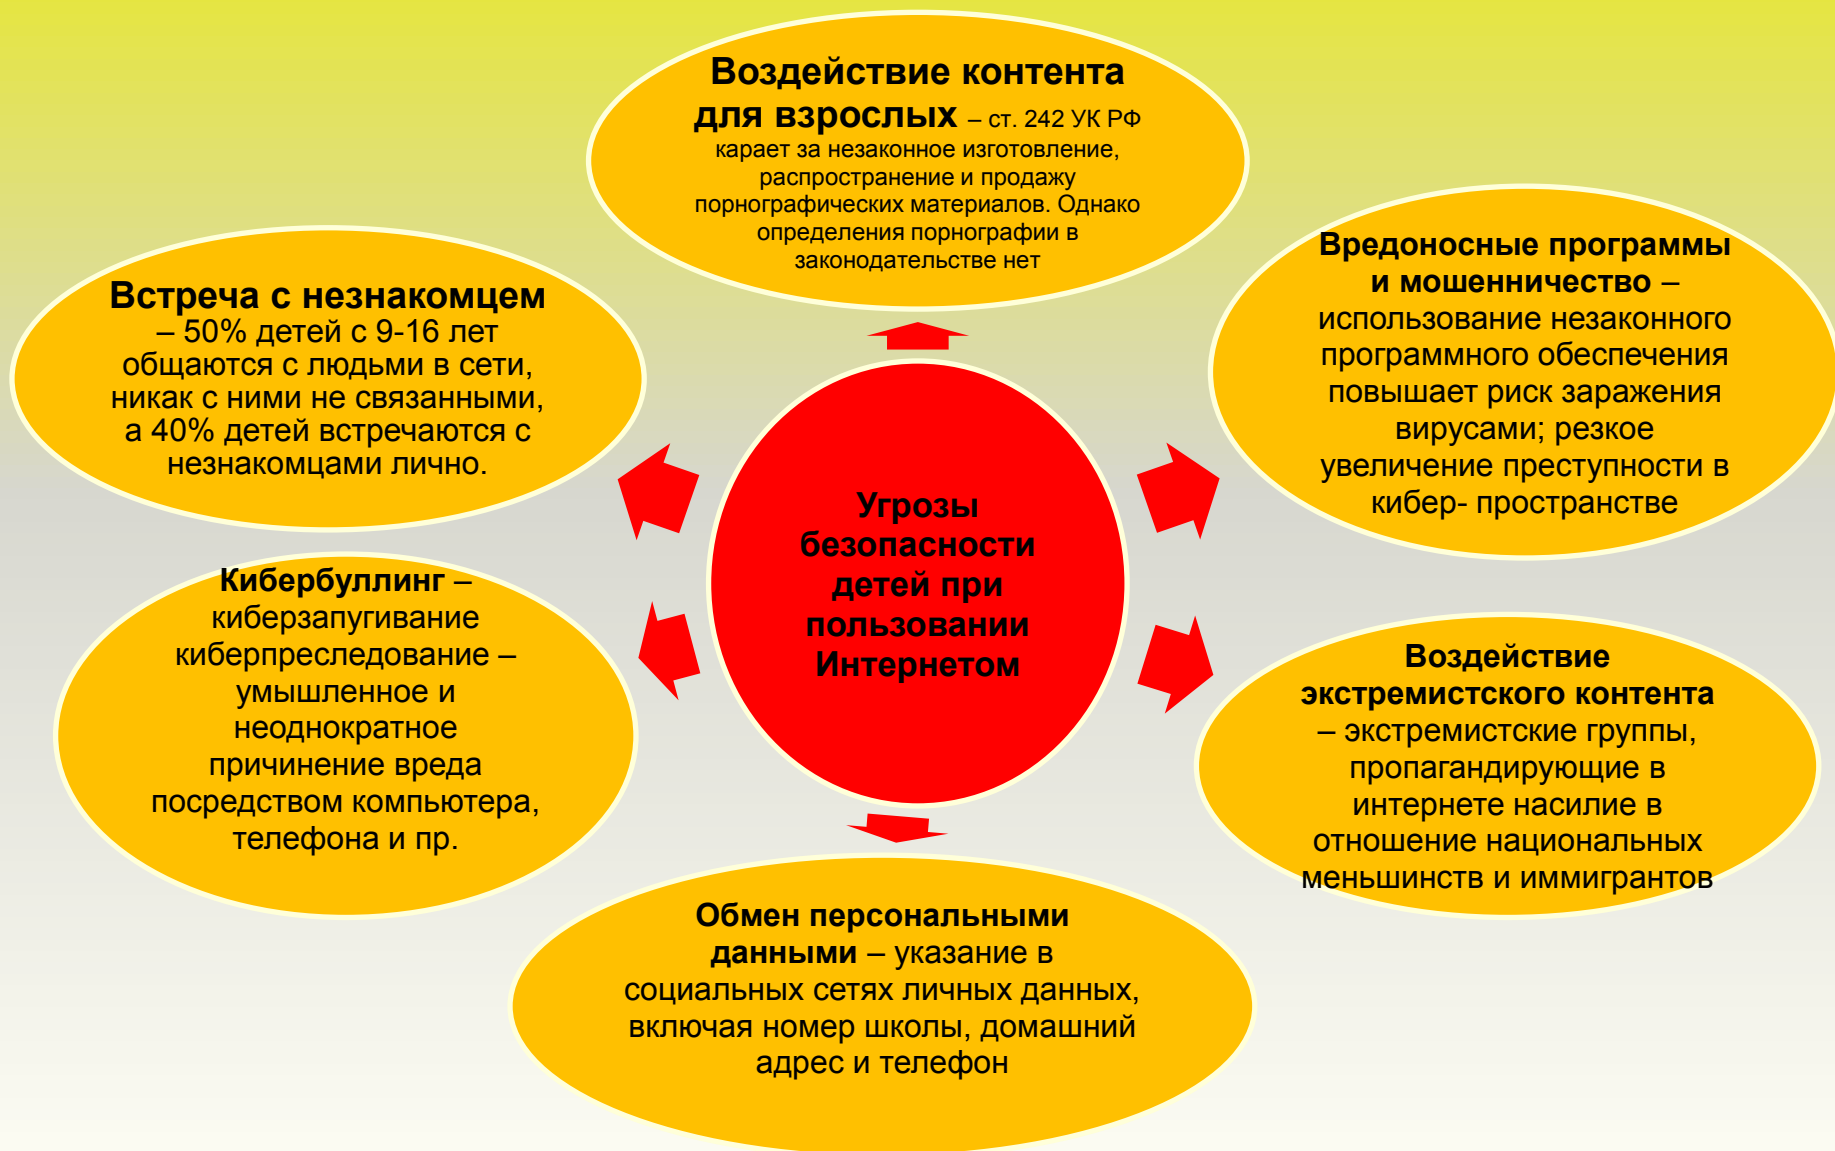 Воздействие контента
для взрослых – ст. 242 УК РФ
карает за незаконное изготовление,
распространение и продажу
порнографических материалов. Однако
определения порнографии в
законодательстве нет
Вредоносные программы
и мошенничество –
использование незаконного
программного обеспечения
повышает риск заражения
вирусами; резкое
увеличение преступности в
кибер- пространстве
Встреча с незнакомцем
– 50% детей с 9-16 лет
общаются с людьми в сети,
никак с ними не связанными,
а 40% детей встречаются с
незнакомцами лично.
Угрозы
безопасности
детей при
пользовании
Интернетом
Кибербуллинг –
киберзапугивание
киберпреследование –
умышленное и
неоднократное
причинение вреда
посредством компьютера,
телефона и пр.
Воздействие
экстремистского контента
– экстремистские группы,
пропагандирующие в
интернете насилие в
отношение национальных
меньшинств и иммигрантов
Обмен персональными
данными – указание в
социальных сетях личных данных,
включая номер школы, домашний
адрес и телефон